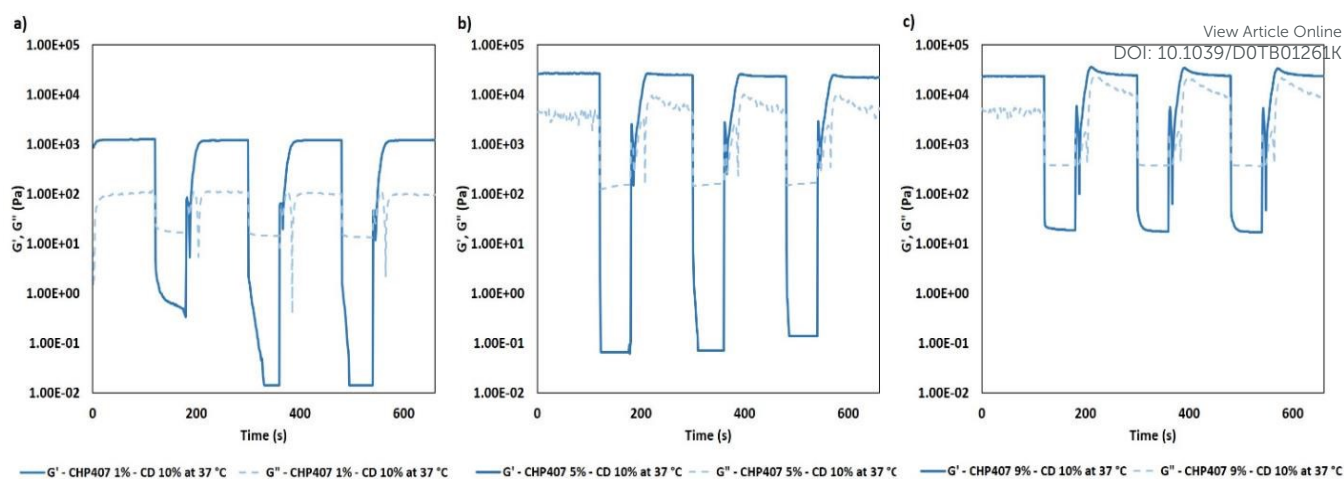 a)
b)
c)
View Article Online
DOI: 10.1039/D0TB01261K
1.00E+05
1.00E+04
1.00E+03
1.00E+02
1.00E+01
1.00E+00
1.00E-01
1.00E-02
G', G'' (Pa)
0 200 400 600
Time (s)
G' - CHP407 1% - CD 10% at 37 °C G'' - CHP407 1% - CD 10% at 37 °C
1.00E+05
1.00E+04
1.00E+03
1.00E+02
1.00E+01
1.00E+00
1.00E-01
1.00E-02
G', G'' (Pa)
0 200 400 600
Time (s)
G' - CHP407 5% - CD 10% at 37 °C G'' - CHP407 5% - CD 10% at 37 °C
1.00E+05
1.00E+04
1.00E+03
1.00E+02
1.00E+01
1.00E+00
1.00E-01
1.00E-02
G', G'' (Pa)
0 200 400 600
Time (s)
G' - CHP407 9% - CD 10% at 37 °C G'' - CHP407 9% - CD 10% at 37 °C